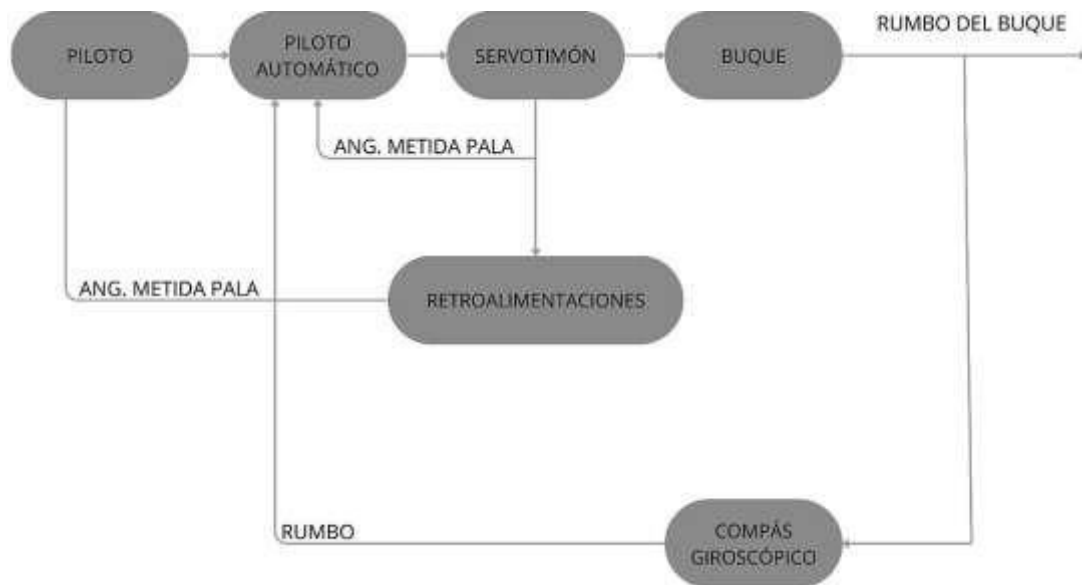 RUMBO DEL BUQUE
PILOTO
PILOTO
AUTOMÁTICO
SERVOTIMÓN
BUQUE
ANG. METIDA PALA
ANG. METIDA PALA
RETROALIMENTACIONES
RUMBO
COMPÁS
GIROSCÓPICO